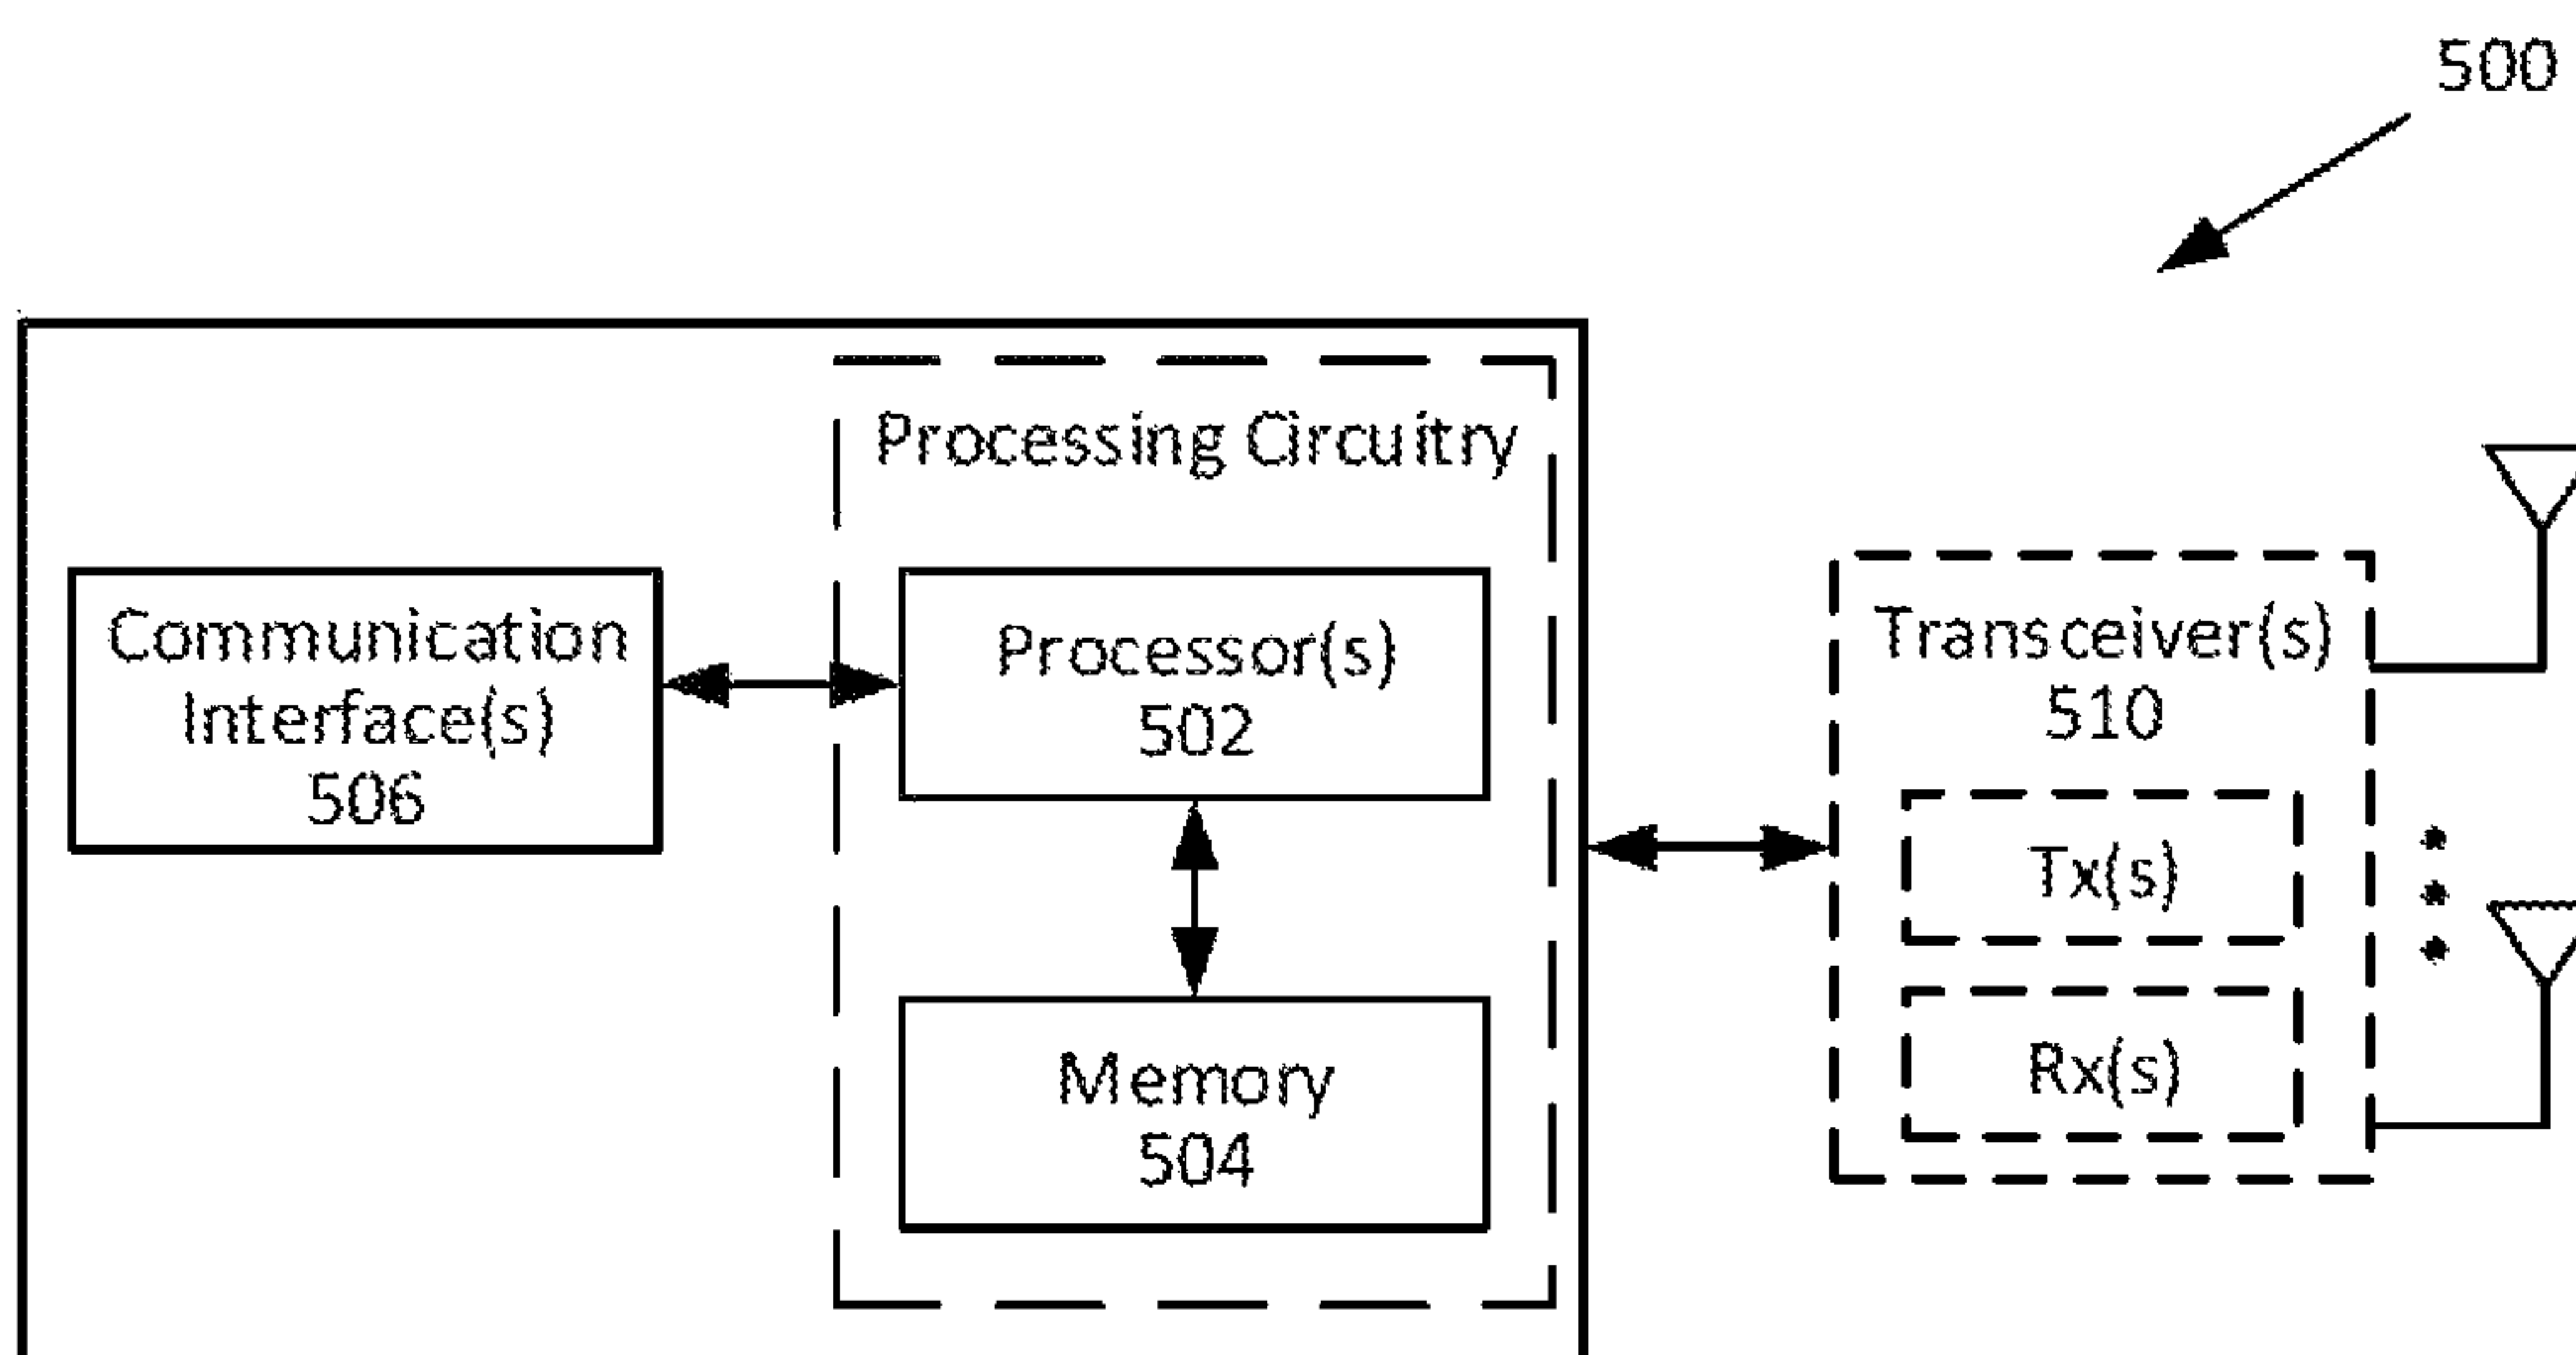 500
Processing Circuitry
Communication
Interface(s)
506
Processor(s)
502
Memory
504
Transceiver(s)
510
Tx(s)
Rx(s)